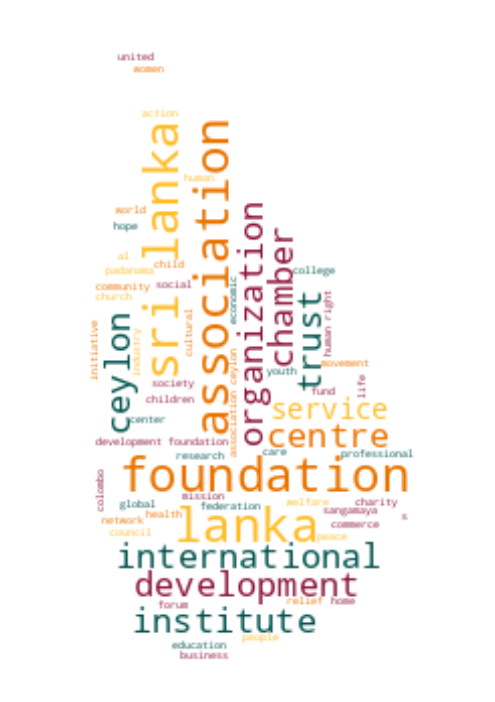 united
women
action
sri lanka
association
human
world
hope
organization
chamber
al
padanama
child
community
social
church
college
economic
trust
human right
ceylon
industry
cultural
initiative
association ceylon
movement
youth
society
children
fund
life
center
service
centre
development foundation
research
care
professional
foundation
colombo
mission
global
federation
welfare
charity
lanka
sangamaya
s
network
health
commerce
council
peace
international
development
forum
relief
home
institute
people
education
business